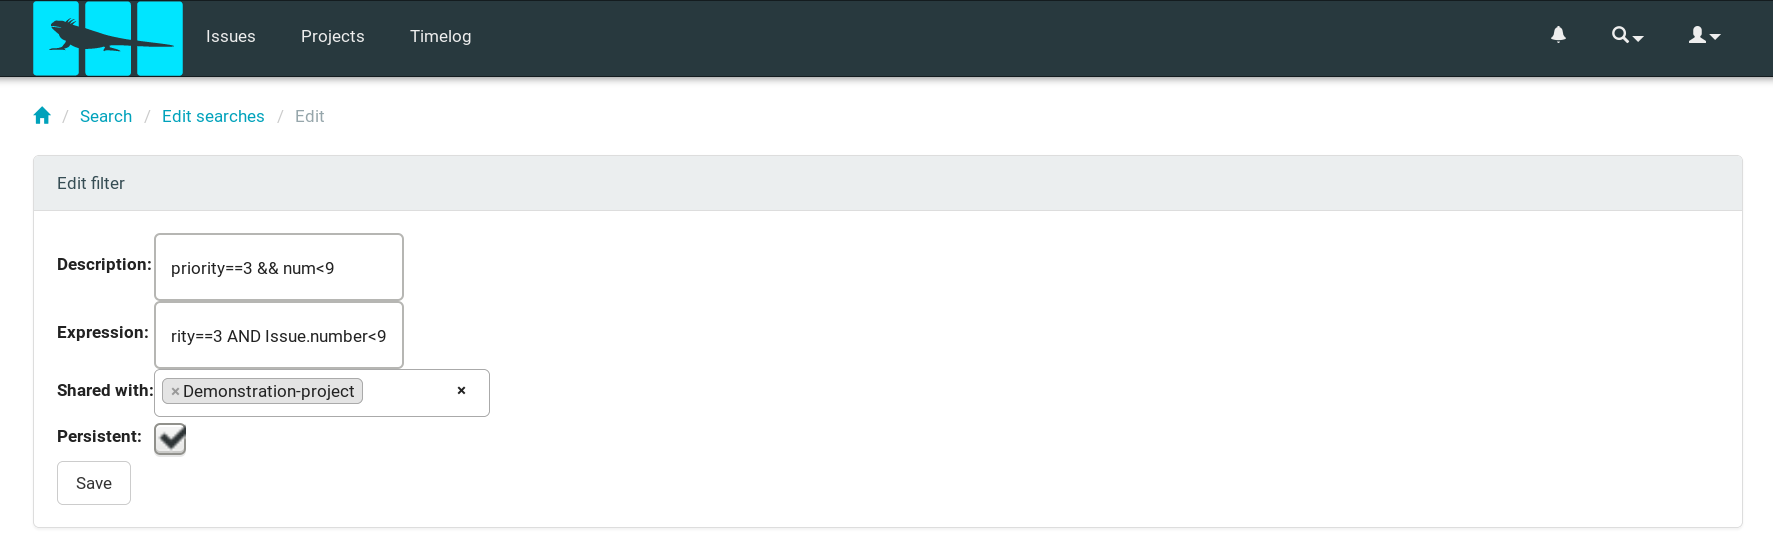 Issues Projects Timelog
/ Search / Edit searches / Edit
Edit filter
Description: priority==3 && num<9
Expression: rity==3 AND Issue.number<9
Shared with: × Demonstration-project ×
Persistent:
Save